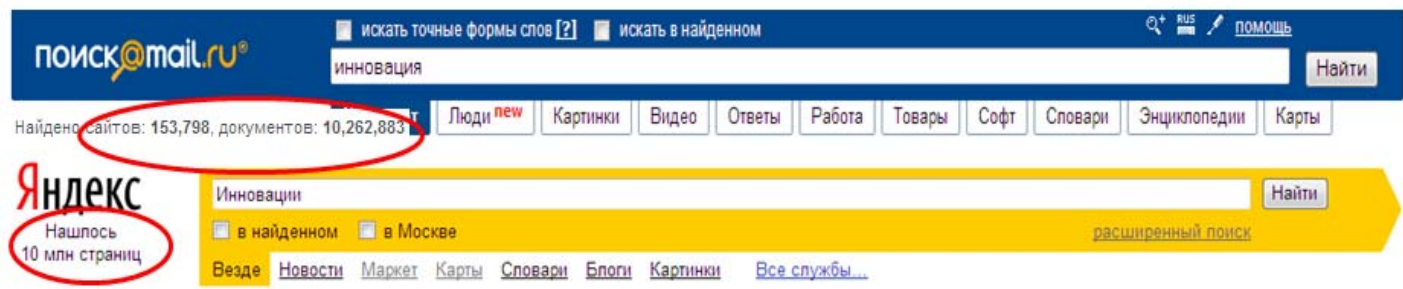 искать точные формы слов [?] искать в найденном RUS помощь
поиск@mail.ru®
инновация Найти
Люди new Картинки Видео Ответы Работа Товары Софт Словари Энциклопедии Карты
Найдено сайтов: 153,798, документов: 10,262,883
Яндекс
Инновации Найти
Нашлось
10 млн страниц
в найденном в Москве расширенный поиск
Везде Новости Маркет Карты Словари Блоги Картинки Все службы...